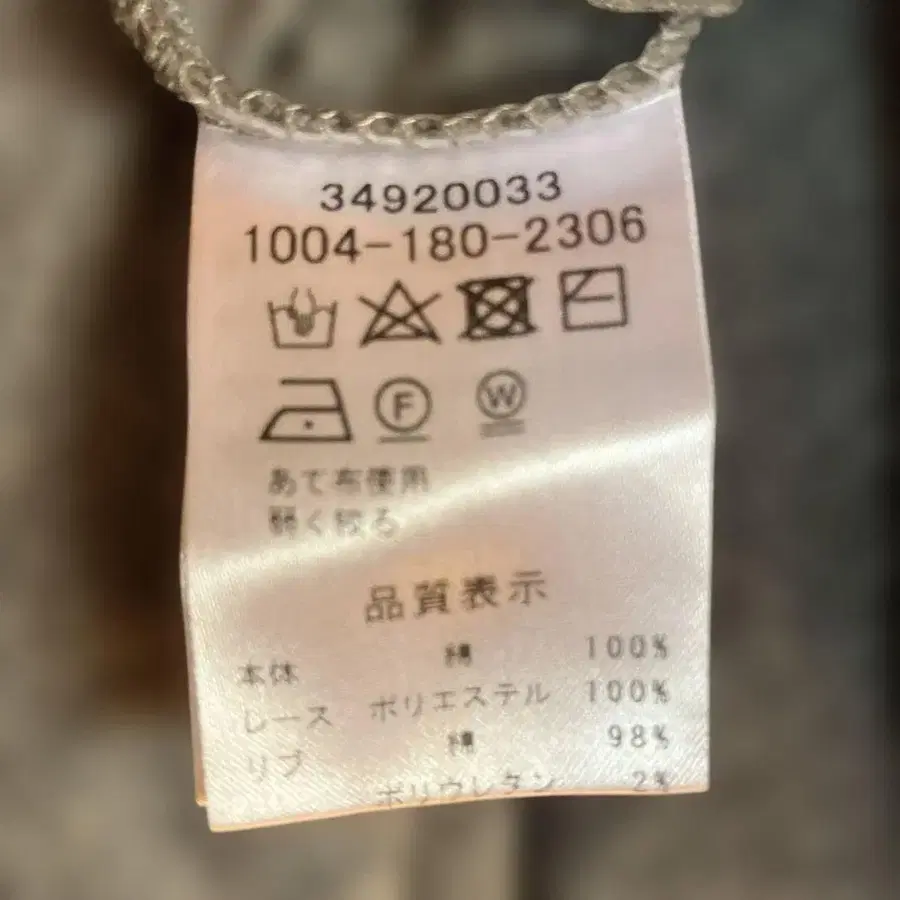 34920033
1004-180-2306
F W
あて布使用
弱く絞る
品質表示
本体 綿 100%
レース ポリエステル 100%
リブ 綿 98%
ポリウレタン 2%